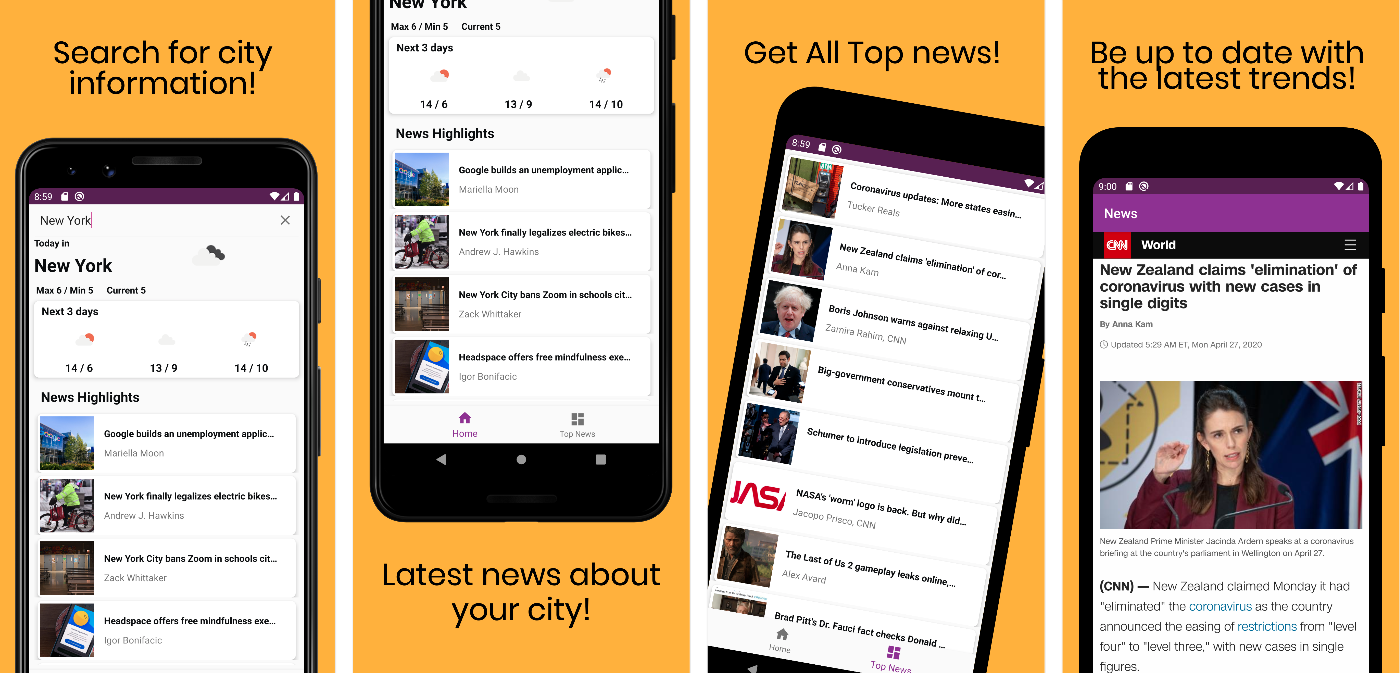 Search for city
information!
8:59
New York
Today in
New York
Max 6 / Min 5 Current 5
Next 3 days
14 / 6 13 / 9 14 / 10
News Highlights
Google builds an unemployment applic...
Mariella Moon
New York finally legalizes electric bikes...
Andrew J. Hawkins
New York City bans Zoom in schools cit...
Zack Whittaker
Headspace offers free mindfulness exe...
Igor Bonifacic
New York
Max 6 / Min 5 Current 5
Next 3 days
14 / 6 13 / 9 14 / 10
News Highlights
Google builds an unemployment applic...
Mariella Moon
New York finally legalizes electric bikes...
Andrew J. Hawkins
New York City bans Zoom in schools cit...
Zack Whittaker
Headspace offers free mindfulness exe...
Igor Bonifacic
Home Top News
Latest news about
your city!
Get All Top news!
8:59
Coronavirus updates: More states easin...
Tucker Reals
New Zealand claims 'elimination' of cor...
Anna Kam
Boris Johnson warns against relaxing U...
Zamira Rahim, CNN
Big-government conservatives mount t...
Schumer to introduce legislation preve...
NASA's 'worm' logo is back. But why did...
Jacopo Prisco, CNN
The Last of Us 2 gameplay leaks online,...
Alex Avard
Brad Pitt's Dr. Fauci fact checks Donald ...
Home Top News
Be up to date with
the latest trends!
9:00
News
CNN World
New Zealand claims 'elimination' of
coronavirus with new cases in
single digits
By Anna Kam
Updated 5:29 AM ET, Mon April 27, 2020
New Zealand Prime Minister Jacinda Ardern speaks at a coronavirus
briefing at the country's parliament in Wellington on April 27.
(CNN) — New Zealand claimed Monday it had
"eliminated" the coronavirus as the country
announced the easing of restrictions from "level
four" to "level three," with new cases in single
figures.